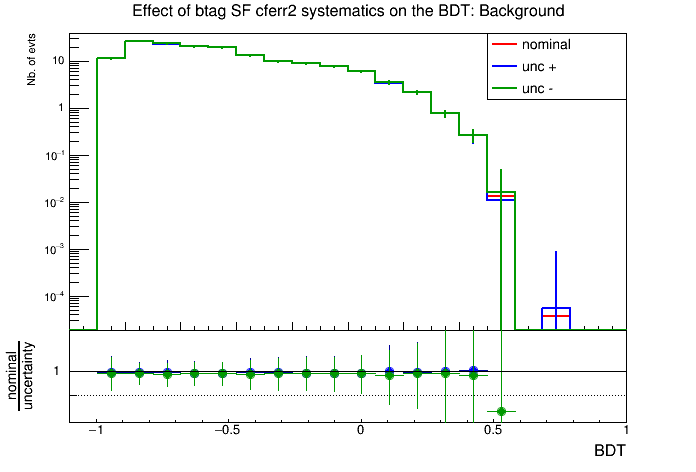 Effect of btag SF cferr2 systematics on the BDT: Background
Nb. of evts
nominal
unc +
unc -
10
1
10⁻¹
10⁻²
10⁻³
10⁻⁴
nominal
uncertainty
1
−1
−0.5
0
0.5
1
BDT